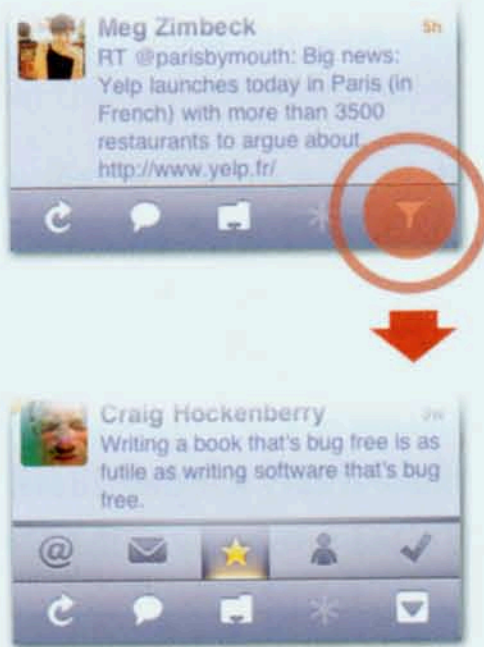 Meg Zimbeck 5h
RT @parisbymouth: Big news:
Yelp launches today in Paris (in
French) with more than 3500
restaurants to argue about.
http://www.yelp.fr/
Craig Hockenberry 3w
Writing a book that's bug free is as
futile as writing software that's bug
free.
@